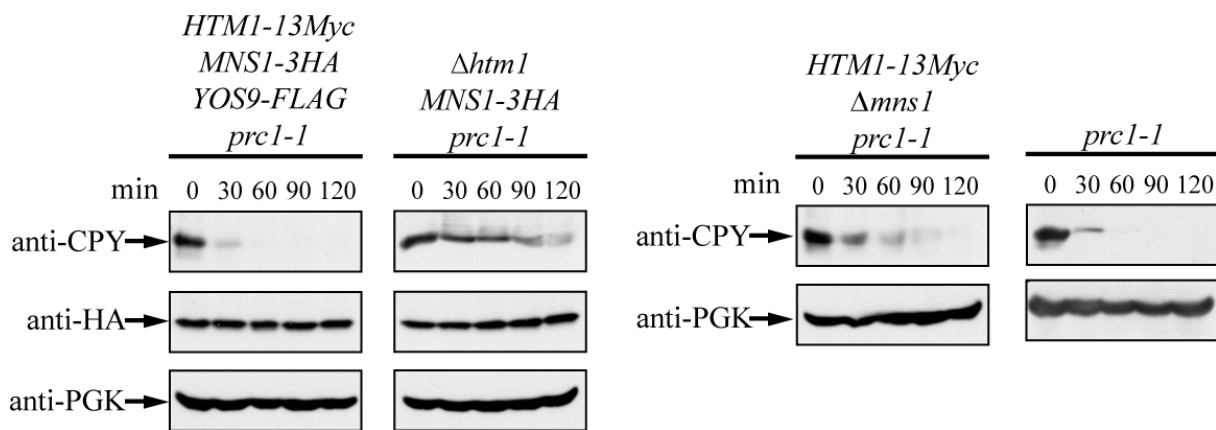 HTM1-13Myc
MNS1-3HA
YOS9-FLAG
prc1-1
Δhtm1
MNS1-3HA
prc1-1
HTM1-13Myc
Δmns1
prc1-1
prc1-1
min 0 30 60 90 120 0 30 60 90 120
min 0 30 60 90 120 0 30 60 90 120
anti-CPY
anti-HA
anti-PGK
anti-CPY
anti-PGK